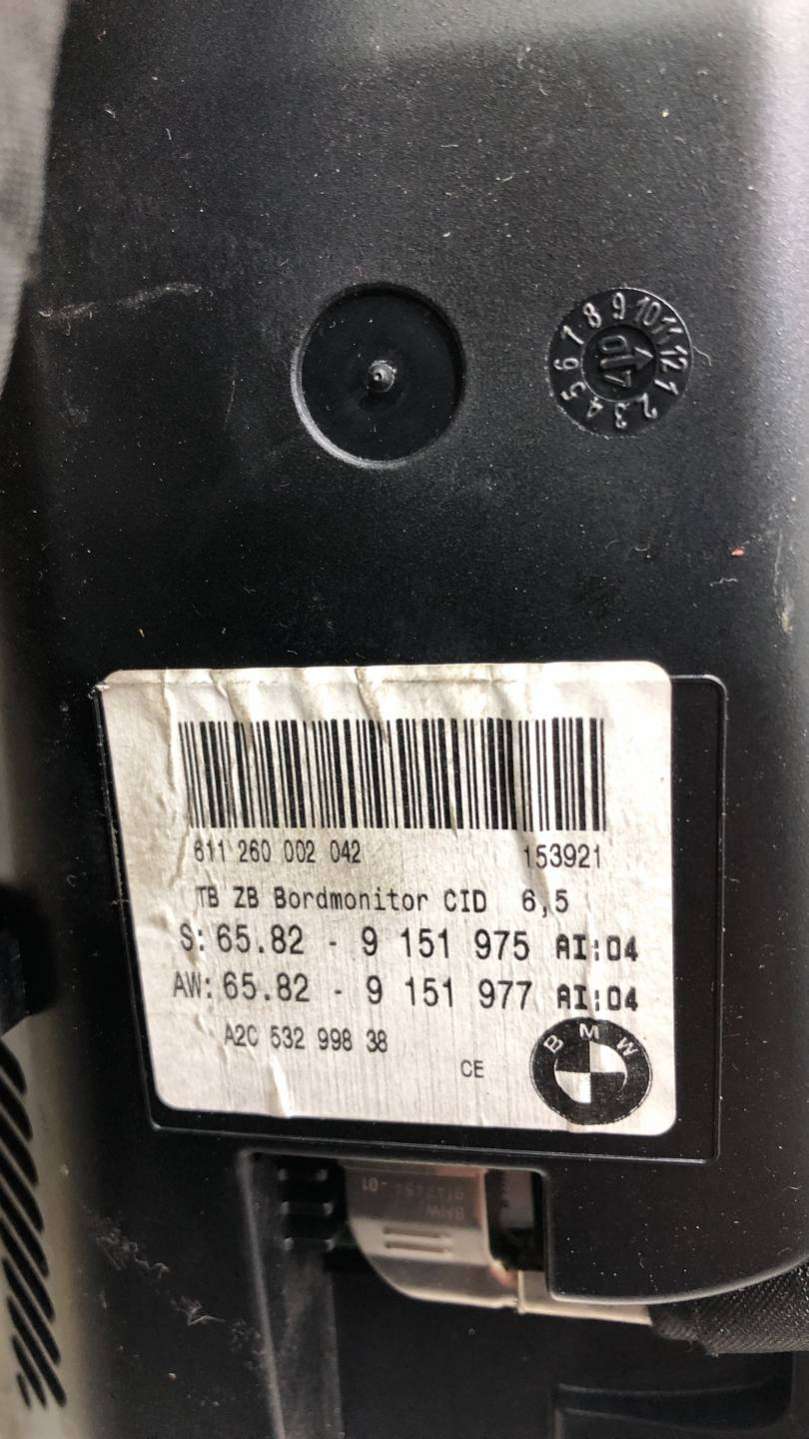 1 2 3 4 5 6 7 8 9 10 11 12
611 260 002 042 153921
TB ZB Bordmonitor CID 6,5
S: 65.82 - 9 151 975 AI:04
AW: 65.82 - 9 151 977 AI:04
A2C 532 998 38
CE
BMW
BMW